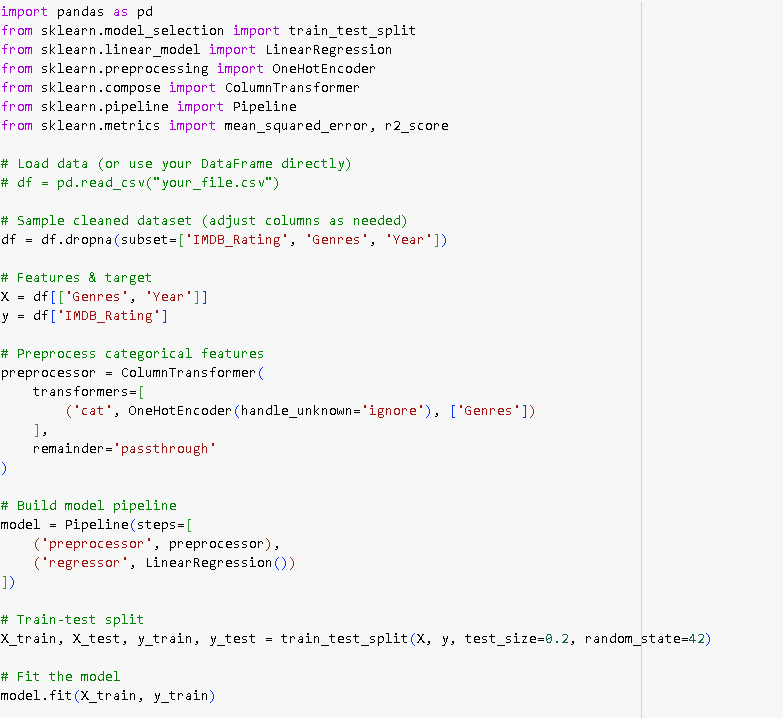 import pandas as pd
from sklearn.model_selection import train_test_split
from sklearn.linear_model import LinearRegression
from sklearn.preprocessing import OneHotEncoder
from sklearn.compose import ColumnTransformer
from sklearn.pipeline import Pipeline
from sklearn.metrics import mean_squared_error, r2_score

# Load data (or use your DataFrame directly)
# df = pd.read_csv("your_file.csv")

# Sample cleaned dataset (adjust columns as needed)
df = df.dropna(subset=['IMDB_Rating', 'Genres', 'Year'])

# Features & target
X = df[['Genres', 'Year']]
y = df['IMDB_Rating']

# Preprocess categorical features
preprocessor = ColumnTransformer(
    transformers=[
        ('cat', OneHotEncoder(handle_unknown='ignore'), ['Genres'])
    ],
    remainder='passthrough'
)

# Build model pipeline
model = Pipeline(steps=[
    ('preprocessor', preprocessor),
    ('regressor', LinearRegression())
])

# Train-test split
X_train, X_test, y_train, y_test = train_test_split(X, y, test_size=0.2, random_state=42)

# Fit the model
model.fit(X_train, y_train)